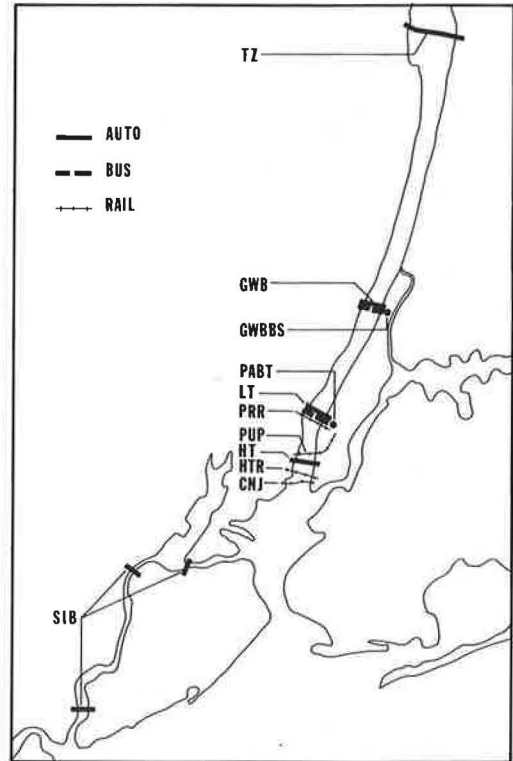 TZ
AUTO
BUS
RAIL
GWB
GWBBS
PABT
LT
PRR
PUP
HT
HTR
CNJ
SIB